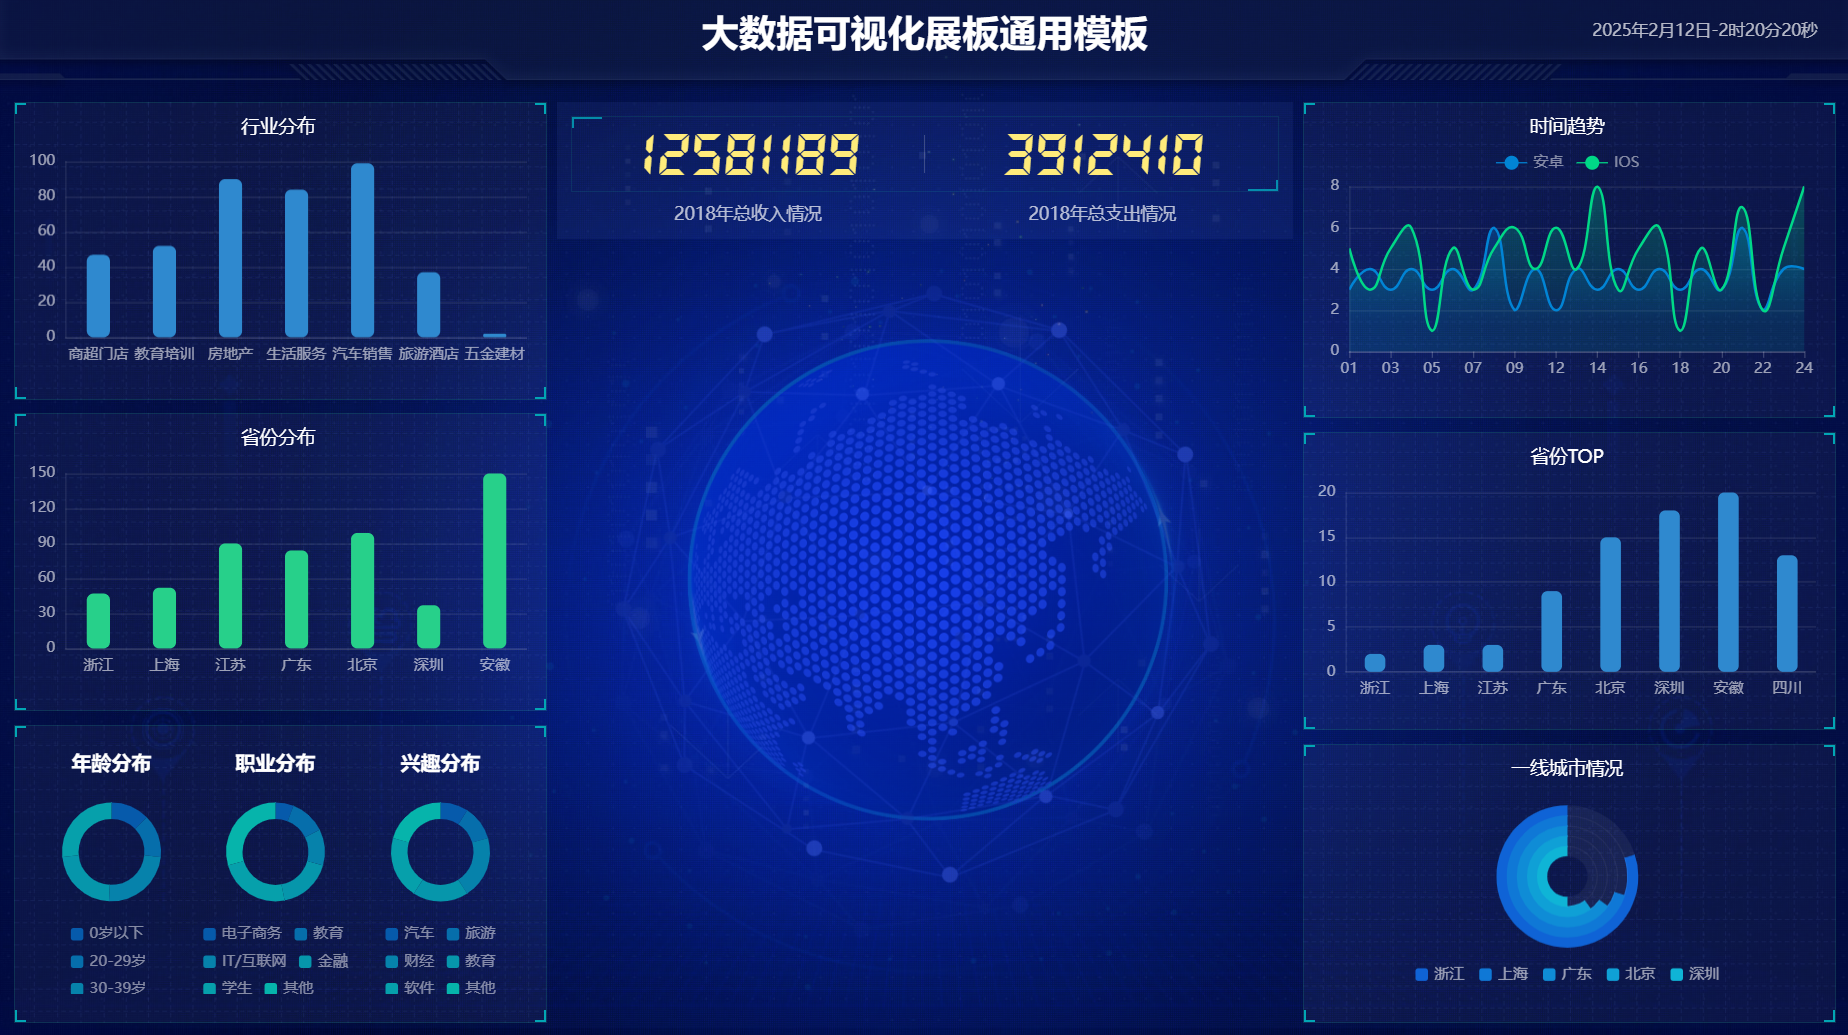 大数据可视化展板通用模板
2025年2月12日-2时20分20秒
行业分布
100
80
60
40
20
0
商超门店 教育培训 房地产 生活服务 汽车销售 旅游酒店 五金建材
省份分布
150
120
90
60
30
0
浙江 上海 江苏 广东 北京 深圳 安徽
年龄分布
0岁以下
20-29岁
30-39岁
职业分布
电子商务 教育
IT/互联网 金融
学生 其他
兴趣分布
汽车 旅游
财经 教育
软件 其他
12581189
3912410
2018年总收入情况
2018年总支出情况
时间趋势
安卓 IOS
8
6
4
2
0
01 03 05 07 09 12 14 16 18 20 22 24
省份TOP
20
15
10
5
0
浙江 上海 江苏 广东 北京 深圳 安徽 四川
一线城市情况
浙江 上海 广东 北京 深圳